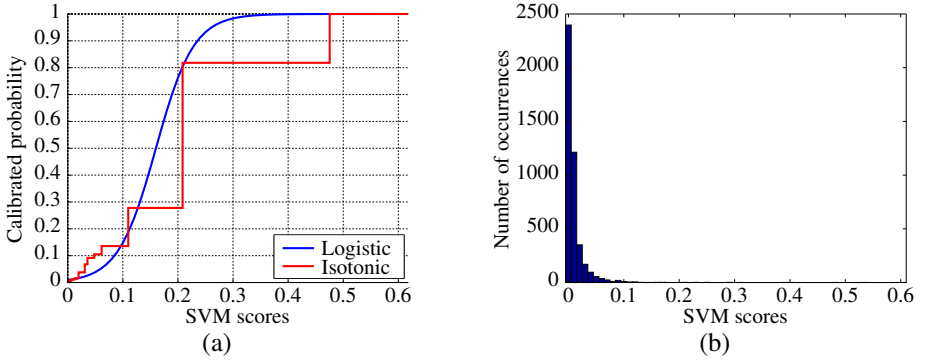 Calibrated probability
1
0.9
0.8
0.7
0.6
0.5
0.4
0.3
0.2
0.1
0
0 0.1 0.2 0.3 0.4 0.5 0.6
SVM scores
Logistic
Isotonic
(a)
Number of occurrences
2500
2000
1500
1000
500
0
0 0.1 0.2 0.3 0.4 0.5 0.6
SVM scores
(b)